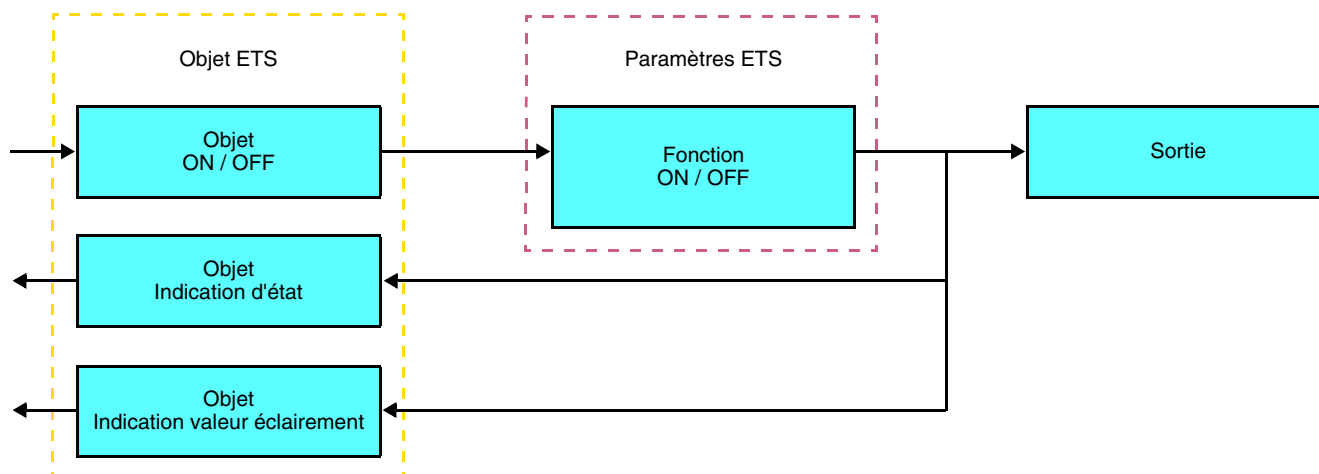 Objet ETS
Paramètres ETS
Objet
ON / OFF
Fonction
ON / OFF
Sortie
Objet
Indication d'état
Objet
Indication valeur éclairement